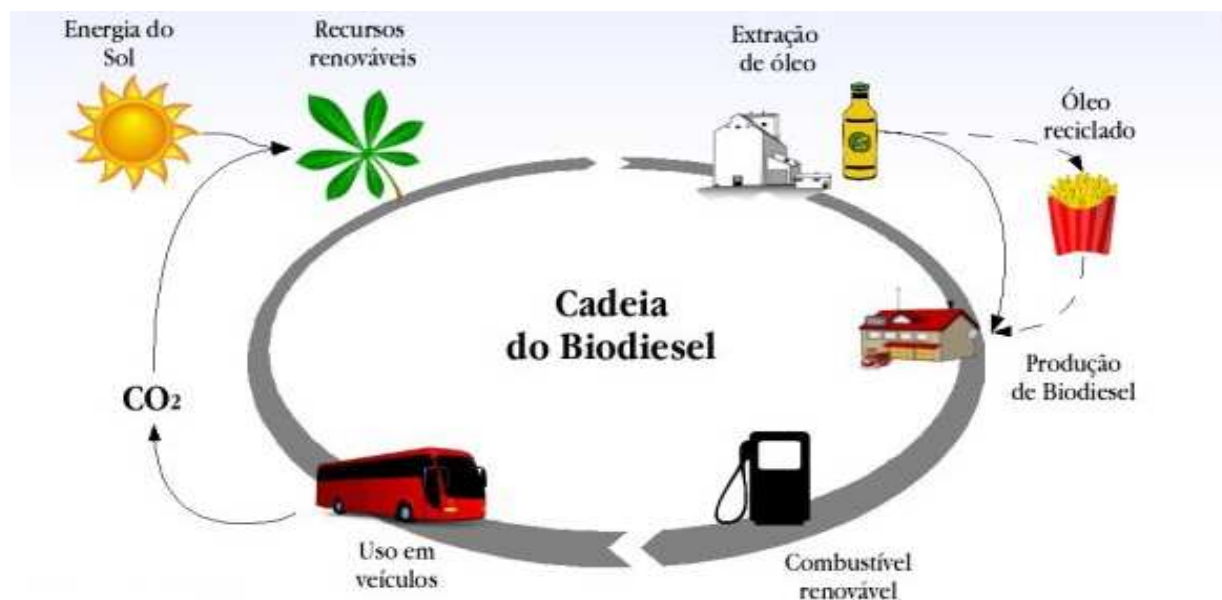 Energia do
Sol
Recursos
renováveis
Extração
de óleo
Óleo
reciclado
Cadeia
do Biodiesel
Produção
de Biodiesel
CO₂
Uso em
veículos
Combustível
renovável